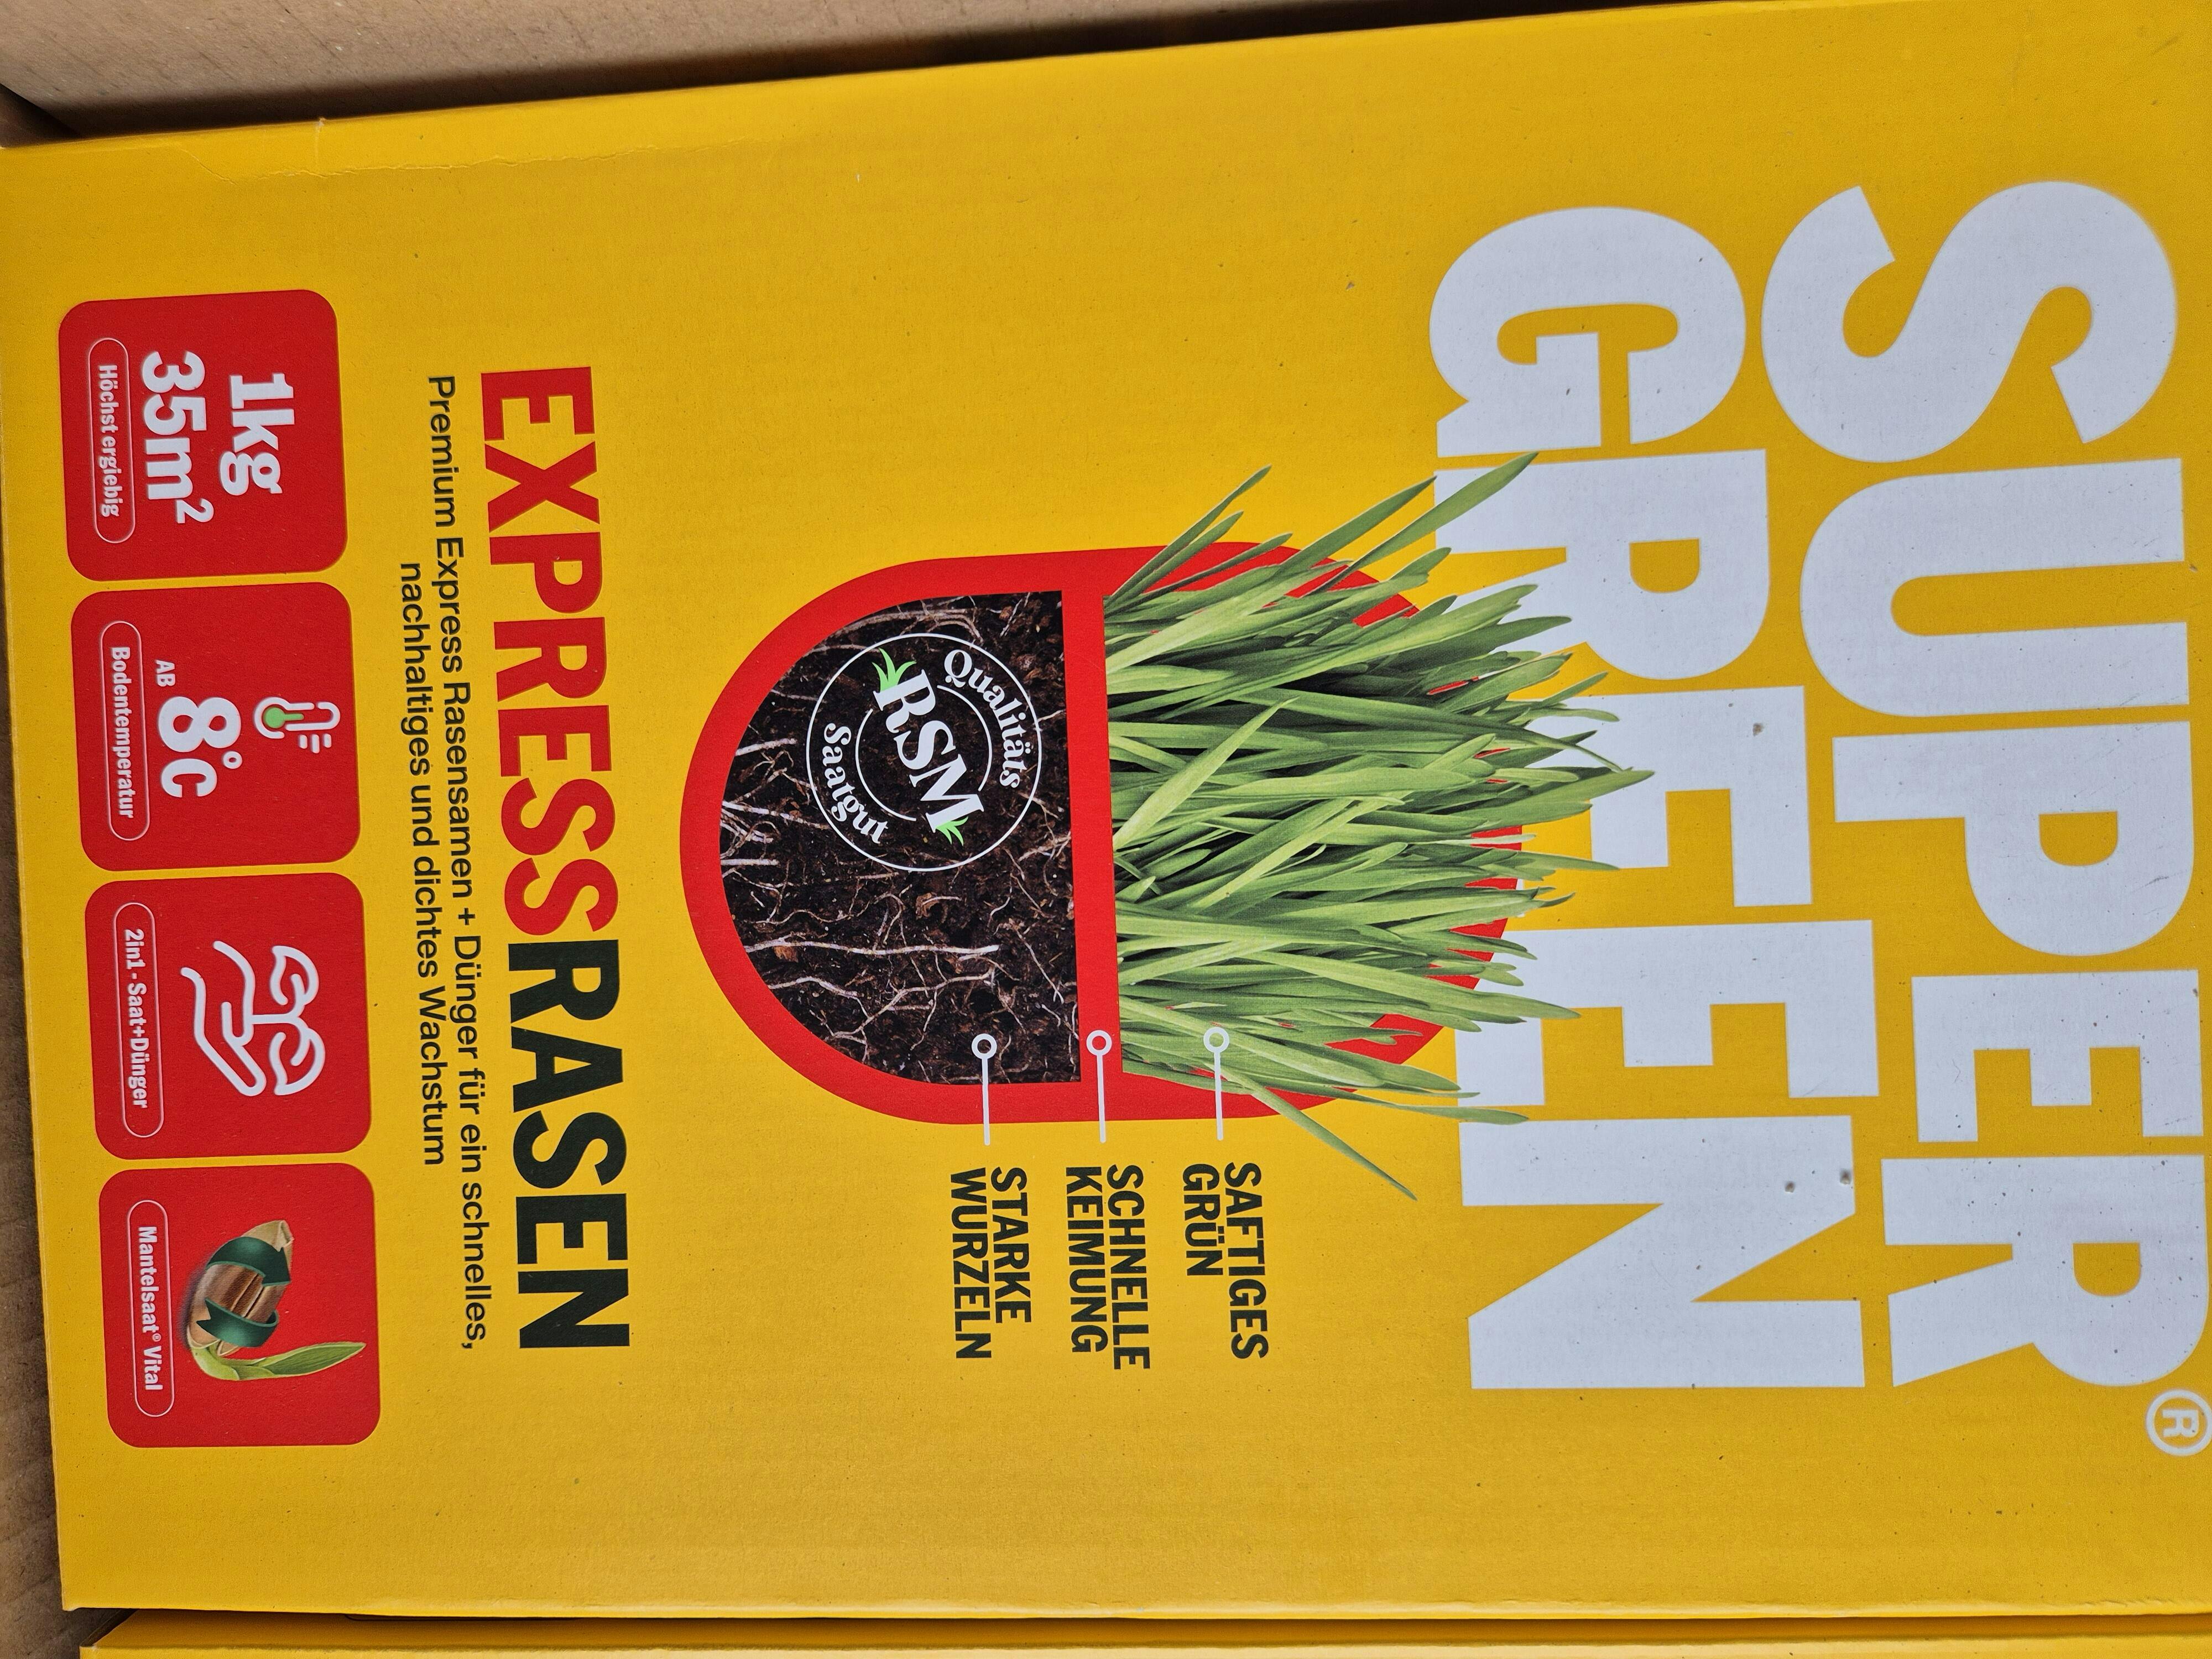 SUPER®
GREEN
SAFTIGES
GRÜN
SCHNELLE
KEIMUNG
STARKE
WURZELN
Qualitäts
RSM
Saatgut
EXPRESSRASEN
Premium Express Rasensamen + Dünger für ein schnelles,
nachhaltiges und dichtes Wachstum
1kg
35m²
Höchstergiebig
AB 8°C
Bodentemperatur
2in1 - Saat+Dünger
Mantelsaat® Vital